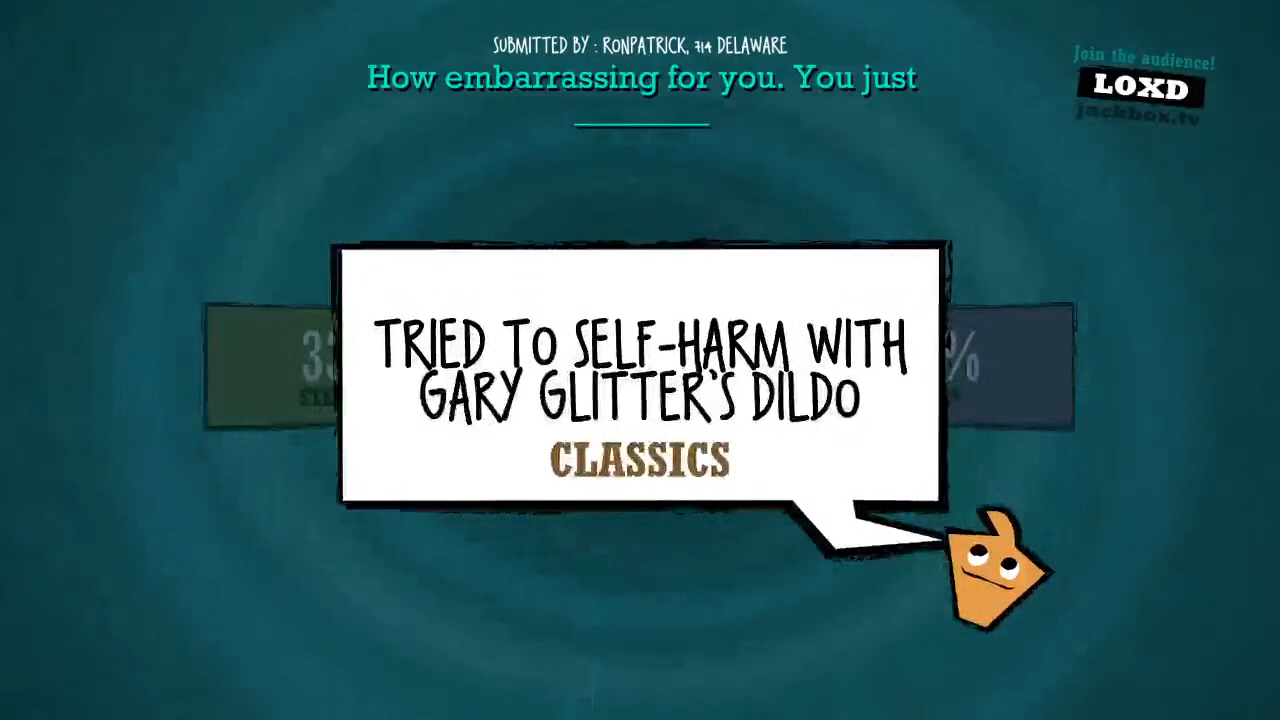 SUBMITTED BY : RONPATRICK, 714 DELAWARE
How embarrassing for you. You just
Join the audience!
LOXD
jackbox.tv
TRIED TO SELF-HARM WITH
GARY GLITTER'S DILDO
CLASSICS
%